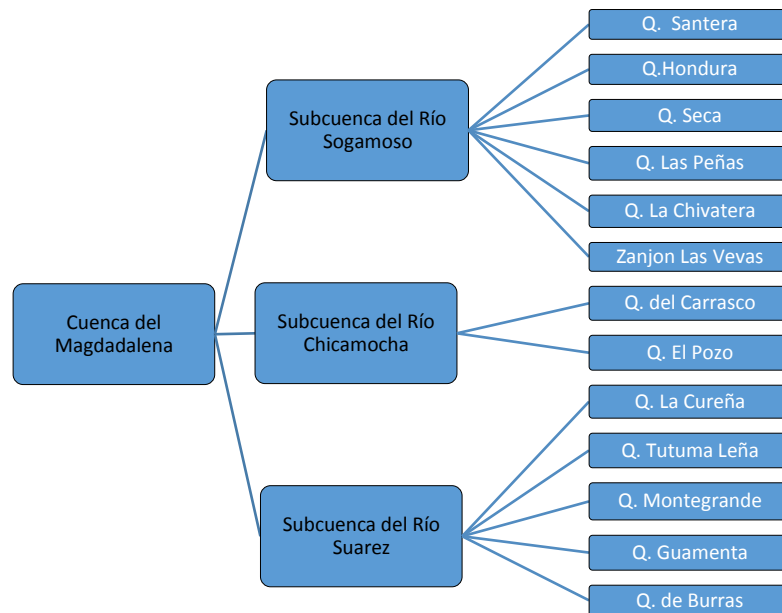 Cuenca del
Magdadalena
Subcuenca del Río
Sogamoso
Q. Santera
Q.Hondura
Q. Seca
Q. Las Peñas
Q. La Chivatera
Zanjon Las Vevas
Subcuenca del Río
Chicamocha
Q. del Carrasco
Q. El Pozo
Subcuenca del Río
Suarez
Q. La Cureña
Q. Tutuma Leña
Q. Montegrande
Q. Guamenta
Q. de Burras